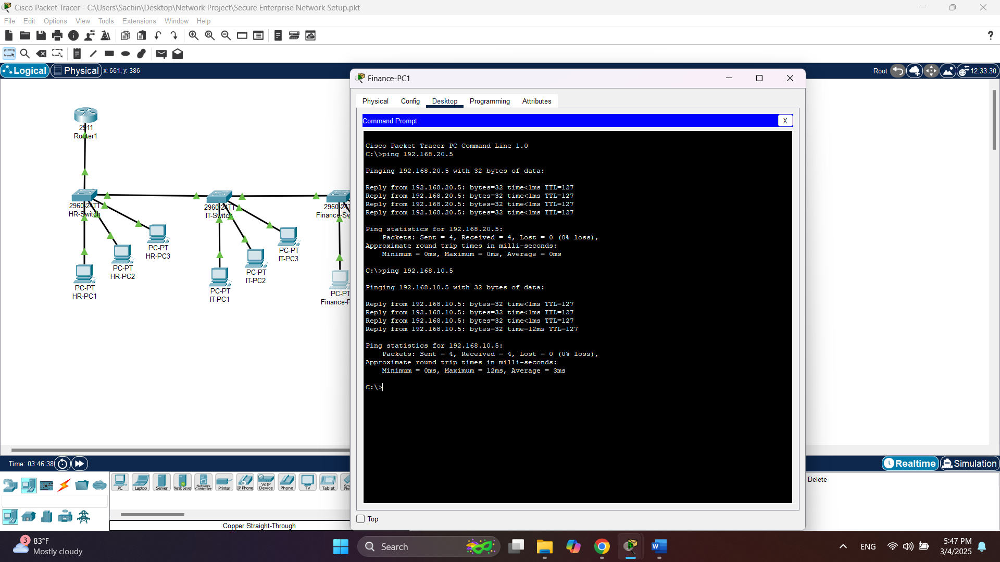 Cisco Packet Tracer - C:\Users\Sachin\Desktop\Network Project\Secure Enterprise Network Setup.pkt
File Edit Options View Tools Extensions Window Help
Logical Physical x: 661, y: 386
Root 12:33:30
2911
Router1
2960-24TT
HR-Switch
2960-24TT
IT-Switch
2960-24T
Finance-Sw
PC-PT
HR-PC3
PC-PT
HR-PC2
PC-PT
HR-PC1
PC-PT
IT-PC3
PC-PT
IT-PC2
PC-PT
IT-PC1
PC-PT
Finance-P
Finance-PC1
Physical Config Desktop Programming Attributes
Command Prompt
X
Cisco Packet Tracer PC Command Line 1.0
C:\>ping 192.168.20.5
Pinging 192.168.20.5 with 32 bytes of data:
Reply from 192.168.20.5: bytes=32 time<1ms TTL=127
Reply from 192.168.20.5: bytes=32 time<1ms TTL=127
Reply from 192.168.20.5: bytes=32 time<1ms TTL=127
Reply from 192.168.20.5: bytes=32 time<1ms TTL=127
Ping statistics for 192.168.20.5:
Packets: Sent = 4, Received = 4, Lost = 0 (0% loss),
Approximate round trip times in milli-seconds:
Minimum = 0ms, Maximum = 0ms, Average = 0ms
C:\>ping 192.168.10.5
Pinging 192.168.10.5 with 32 bytes of data:
Reply from 192.168.10.5: bytes=32 time<1ms TTL=127
Reply from 192.168.10.5: bytes=32 time<1ms TTL=127
Reply from 192.168.10.5: bytes=32 time<1ms TTL=127
Reply from 192.168.10.5: bytes=32 time=12ms TTL=127
Ping statistics for 192.168.10.5:
Packets: Sent = 4, Received = 4, Lost = 0 (0% loss),
Approximate round trip times in milli-seconds:
Minimum = 0ms, Maximum = 12ms, Average = 3ms
C:\>
Top
Time: 03:46:38
Realtime Simulation
PC Laptop Server Meraki Server Network Controller Printer IP Phone VoIP Device Phone TV Tablet
Copper Straight-Through
Delete
3
83°F
Mostly cloudy
Search
ENG
5:47 PM
3/4/2025